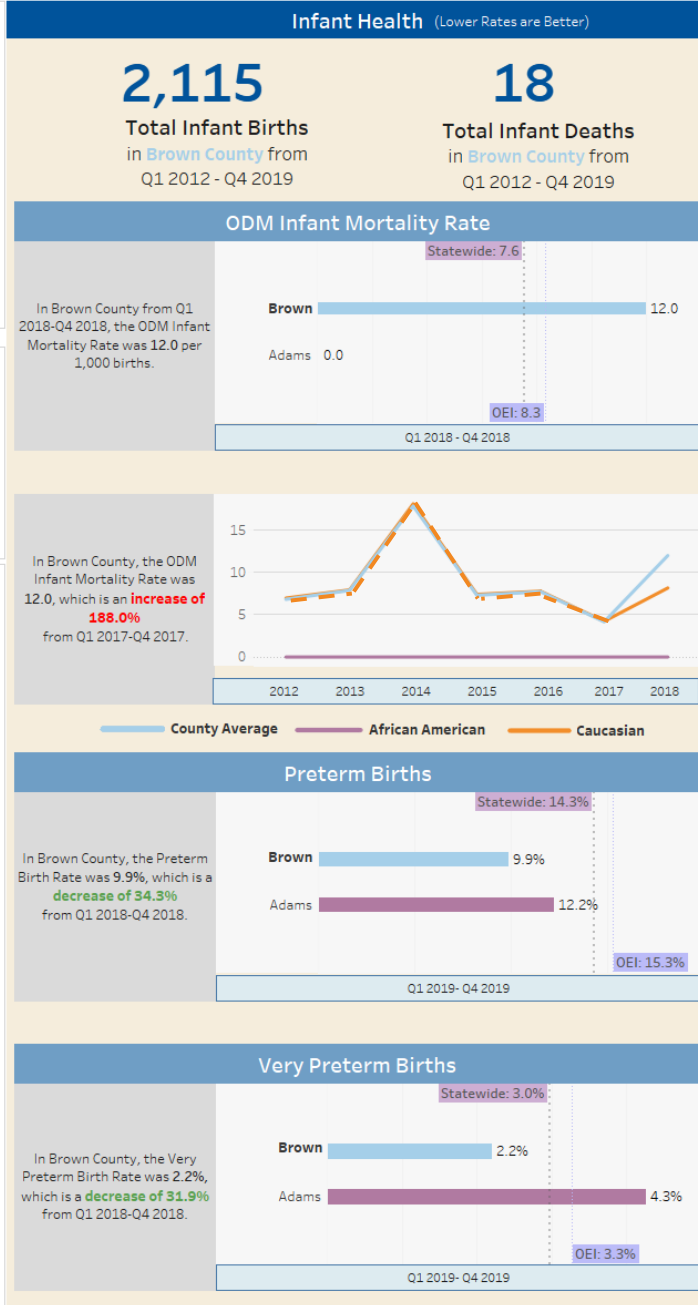 Infant Health (Lower Rates are Better)
2,115
Total Infant Births
in Brown County from
Q1 2012 - Q4 2019
18
Total Infant Deaths
in Brown County from
Q1 2012 - Q4 2019
ODM Infant Mortality Rate
In Brown County from Q1
2018-Q4 2018, the ODM Infant
Mortality Rate was 12.0 per
1,000 births.
Statewide: 7.6
Brown 12.0
Adams 0.0
OEI: 8.3
Q1 2018 - Q4 2018
In Brown County, the ODM
Infant Mortality Rate was
12.0, which is an increase of
188.0%
from Q1 2017-Q4 2017.
15
10
5
0
2012 2013 2014 2015 2016 2017 2018
County Average African American Caucasian
Preterm Births
In Brown County, the Preterm
Birth Rate was 9.9%, which is a
decrease of 34.3%
from Q1 2018-Q4 2018.
Statewide: 14.3%
Brown 9.9%
Adams 12.2%
OEI: 15.3%
Q1 2019- Q4 2019
Very Preterm Births
In Brown County, the Very
Preterm Birth Rate was 2.2%,
which is a decrease of 31.9%
from Q1 2018-Q4 2018.
Statewide: 3.0%
Brown 2.2%
Adams 4.3%
OEI: 3.3%
Q1 2019- Q4 2019